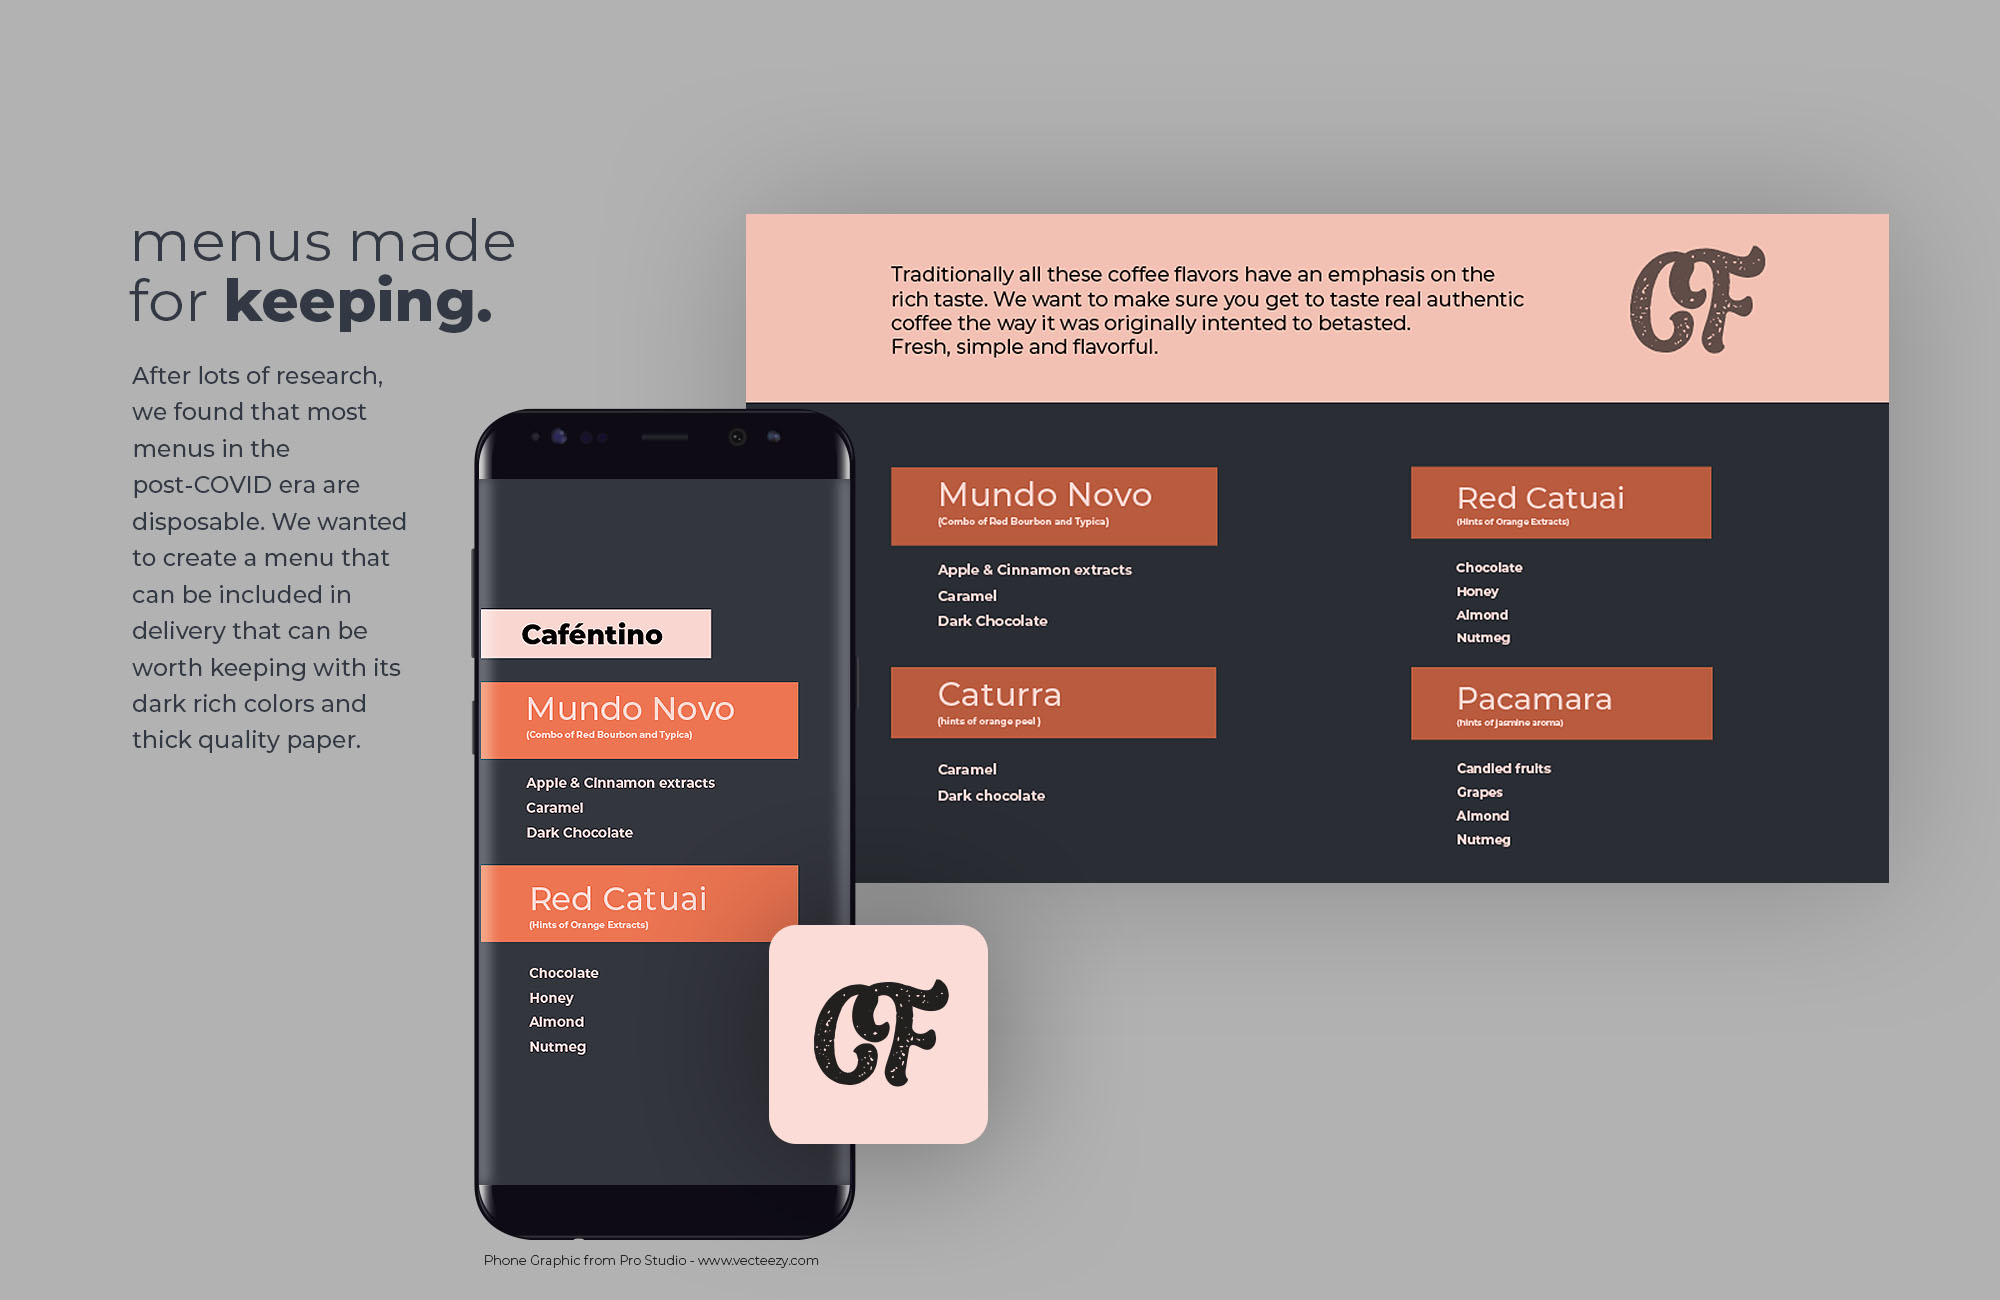 menus made
for keeping.
After lots of research,
we found that most
menus in the
post-COVID era are
disposable. We wanted
to create a menu that
can be included in
delivery that can be
worth keeping with its
dark rich colors and
thick quality paper.
Traditionally all these coffee flavors have an emphasis on the
rich taste. We want to make sure you get to taste real authentic
coffee the way it was originally intented to betasted.
Fresh, simple and flavorful.
CF
Mundo Novo
(Combo of Red Bourbon and Typica)
Apple & Cinnamon extracts
Caramel
Dark Chocolate
Red Catuai
(Hints of Orange Extracts)
Chocolate
Honey
Almond
Nutmeg
Caturra
(hints of orange peel )
Caramel
Dark chocolate
Pacamara
(hints of jasmine aroma)
Candied fruits
Grapes
Almond
Nutmeg
Caféntino
Mundo Novo
(Combo of Red Bourbon and Typica)
Apple & Cinnamon extracts
Caramel
Dark Chocolate
Red Catuai
(Hints of Orange Extracts)
Chocolate
Honey
Almond
Nutmeg
CF
Phone Graphic from Pro Studio - www.vecteezy.com